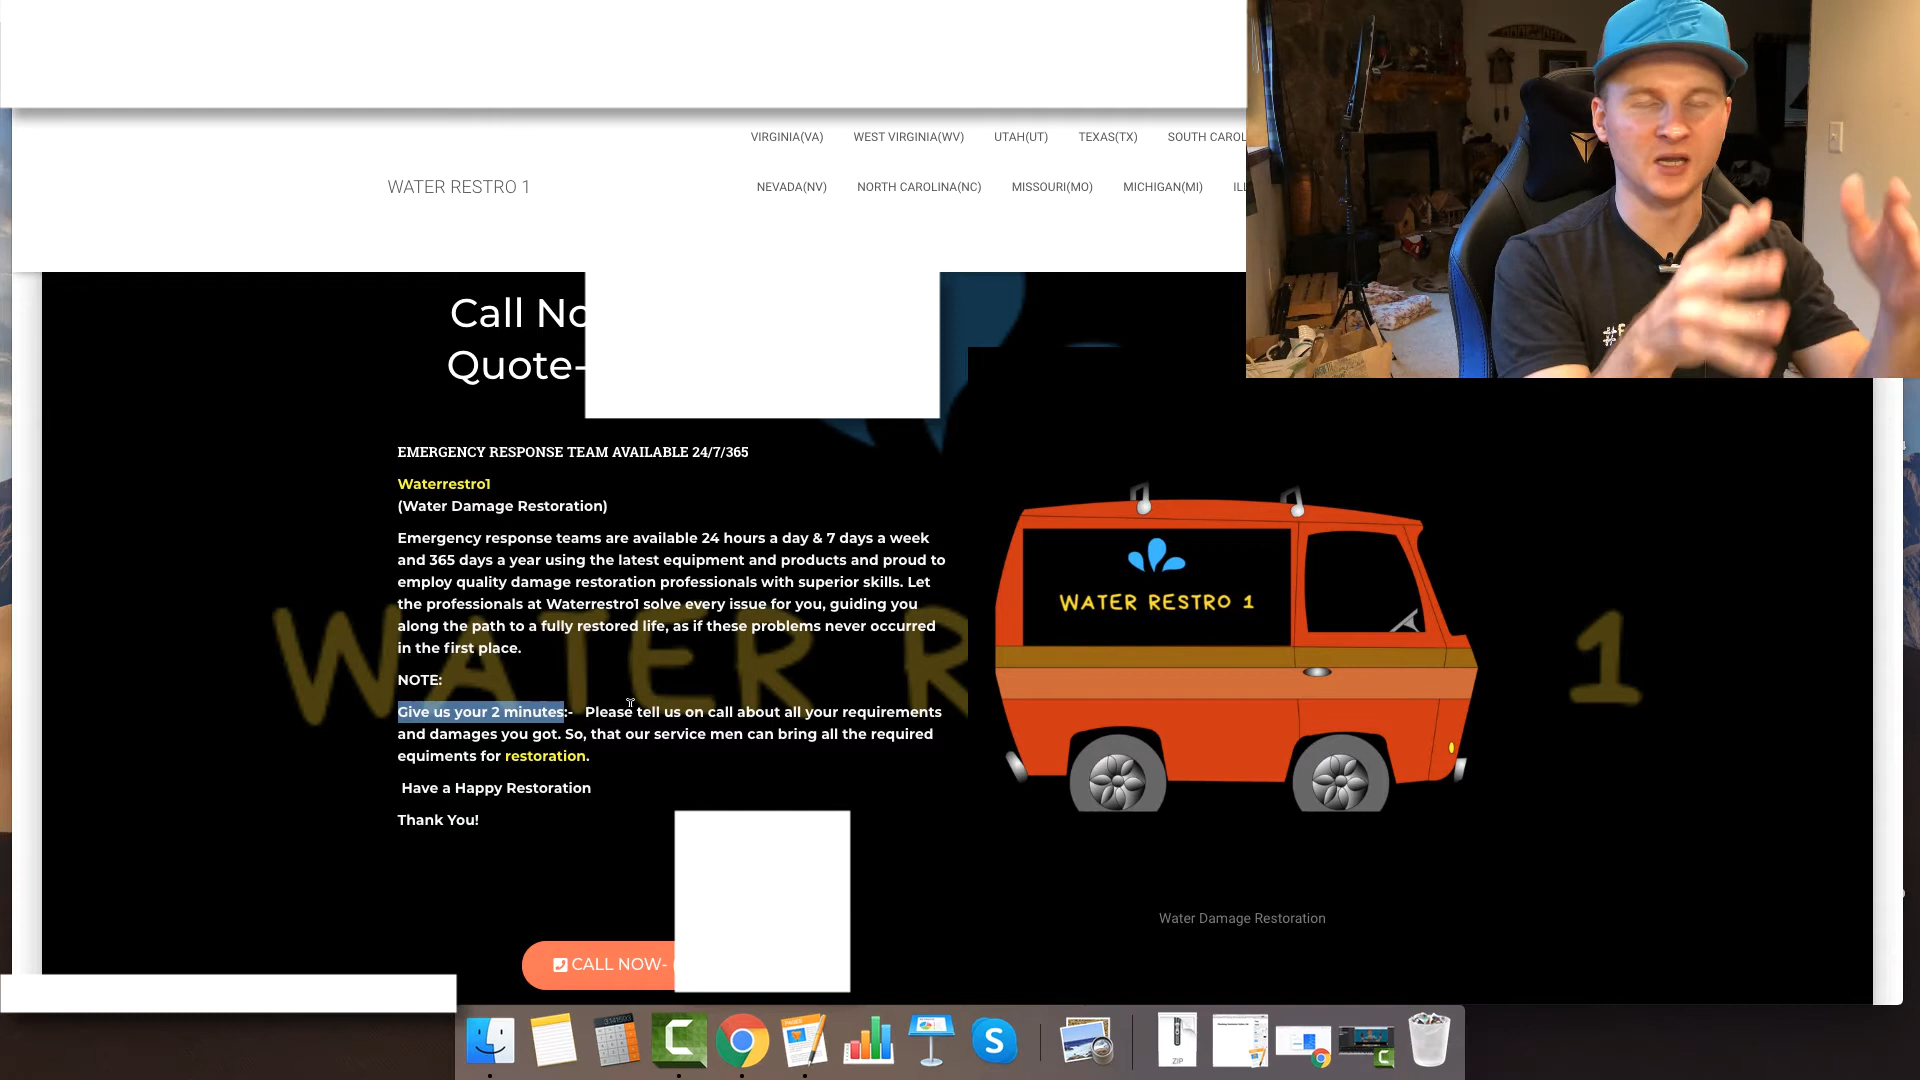 VIRGINIA(VA) WEST VIRGINIA(WV) UTAH(UT) TEXAS(TX) SOUTH CAROL
WATER RESTRO 1
NEVADA(NV) NORTH CAROLINA(NC) MISSOURI(MO) MICHIGAN(MI) ILL
Call No
Quote-
EMERGENCY RESPONSE TEAM AVAILABLE 24/7/365
Waterrestro1
(Water Damage Restoration)
Emergency response teams are available 24 hours a day & 7 days a week
and 365 days a year using the latest equipment and products and proud to
employ quality damage restoration professionals with superior skills. Let
the professionals at Waterrestro1 solve every issue for you, guiding you
along the path to a fully restored life, as if these problems never occurred
in the first place.
NOTE:
Give us your 2 minutes:- Please tell us on call about all your requirements
and damages you got. So, that our service men can bring all the required
equiments for restoration.
Have a Happy Restoration
Thank You!
CALL NOW-
WATER RESTRO 1
Water Damage Restoration
WATER R 1
PAGES
ZIP